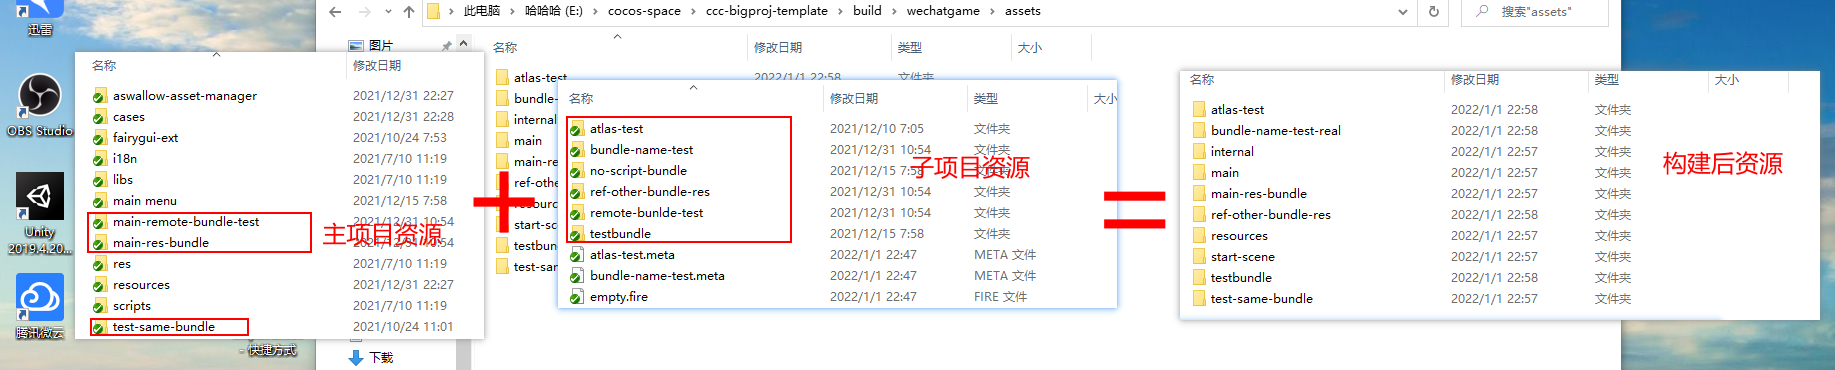 迅雷
OBS Studio
Unity
2019.4.20...
腾讯微云
- 快捷方式
此电脑 › 哈哈哈 (E:) › cocos-space › ccc-bigproj-template › build › wechatgame › assets
搜索"assets"
图片
下载
名称 修改日期 类型 大小
atlas-test 2022/1/1 22:58 文件夹
bundle-
internal
main
main-re
ref-othe
resource
start-sce
testbund
test-sam
名称 修改日期
aswallow-asset-manager 2021/12/31 22:27
cases 2021/12/31 22:28
fairygui-ext 2021/10/24 7:53
i18n 2021/7/10 11:19
libs 2021/7/10 11:19
main menu 2021/12/15 7:58
main-remote-bundle-test 2021/12/31 10:54
main-res-bundle 2021/12/31 10:54
res 2021/7/10 11:19
resources 2021/12/31 22:27
scripts 2021/7/10 11:19
test-same-bundle 2021/10/24 11:01
主项目资源
+
名称 修改日期 类型 大小
atlas-test 2021/12/10 7:05 文件夹
bundle-name-test 2021/12/31 10:54 文件夹
no-script-bundle 2021/12/15 7:58 文件夹
ref-other-bundle-res 2021/12/31 10:54 文件夹
remote-bunlde-test 2021/12/31 10:54 文件夹
testbundle 2021/12/15 7:58 文件夹
atlas-test.meta 2022/1/1 22:47 META 文件
bundle-name-test.meta 2022/1/1 22:47 META 文件
empty.fire 2022/1/1 22:47 FIRE 文件
子项目资源
=
名称 修改日期 类型 大小
atlas-test 2022/1/1 22:58 文件夹
bundle-name-test-real 2022/1/1 22:58 文件夹
internal 2022/1/1 22:57 文件夹
main 2022/1/1 22:57 文件夹
main-res-bundle 2022/1/1 22:57 文件夹
ref-other-bundle-res 2022/1/1 22:58 文件夹
resources 2022/1/1 22:57 文件夹
start-scene 2022/1/1 22:57 文件夹
testbundle 2022/1/1 22:58 文件夹
test-same-bundle 2022/1/1 22:57 文件夹
构建后资源